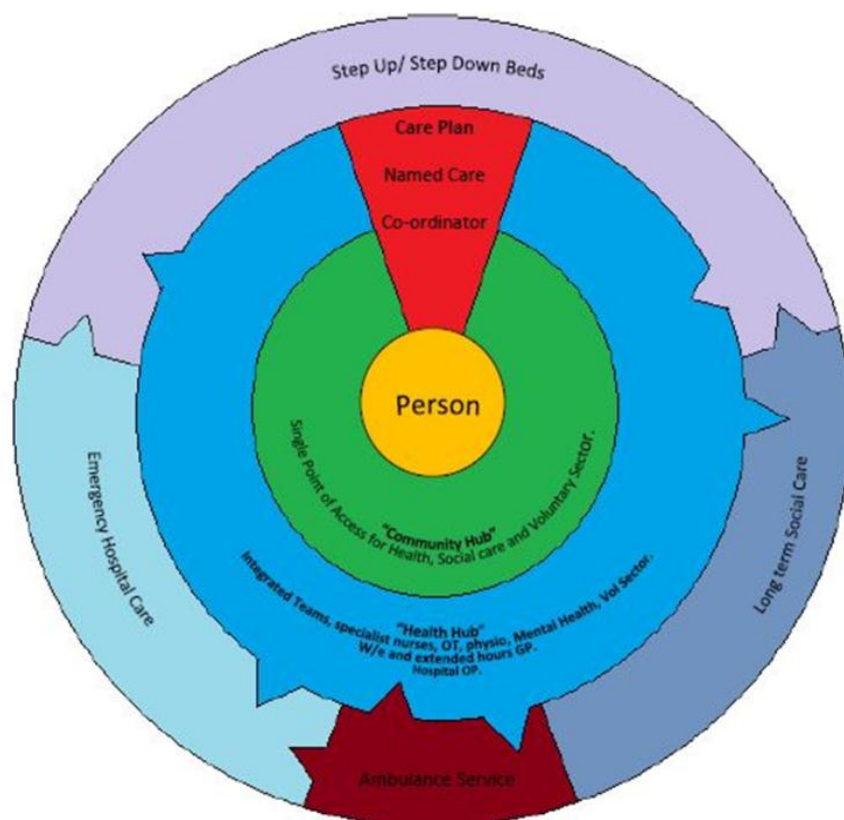 Step Up/ Step Down Beds
Care Plan
Named Care
Co-ordinator
Person
"Community Hub"
Single Point of Access for Health, Social care and Voluntary Sector.
"Health Hub"
Integrated Teams, specialist nurses, OT, physio, Mental Health, Vol Sector.
W/e and extended hours GP.
Hospital OP.
Emergency Hospital Care
Long term Social Care
Ambulance Service